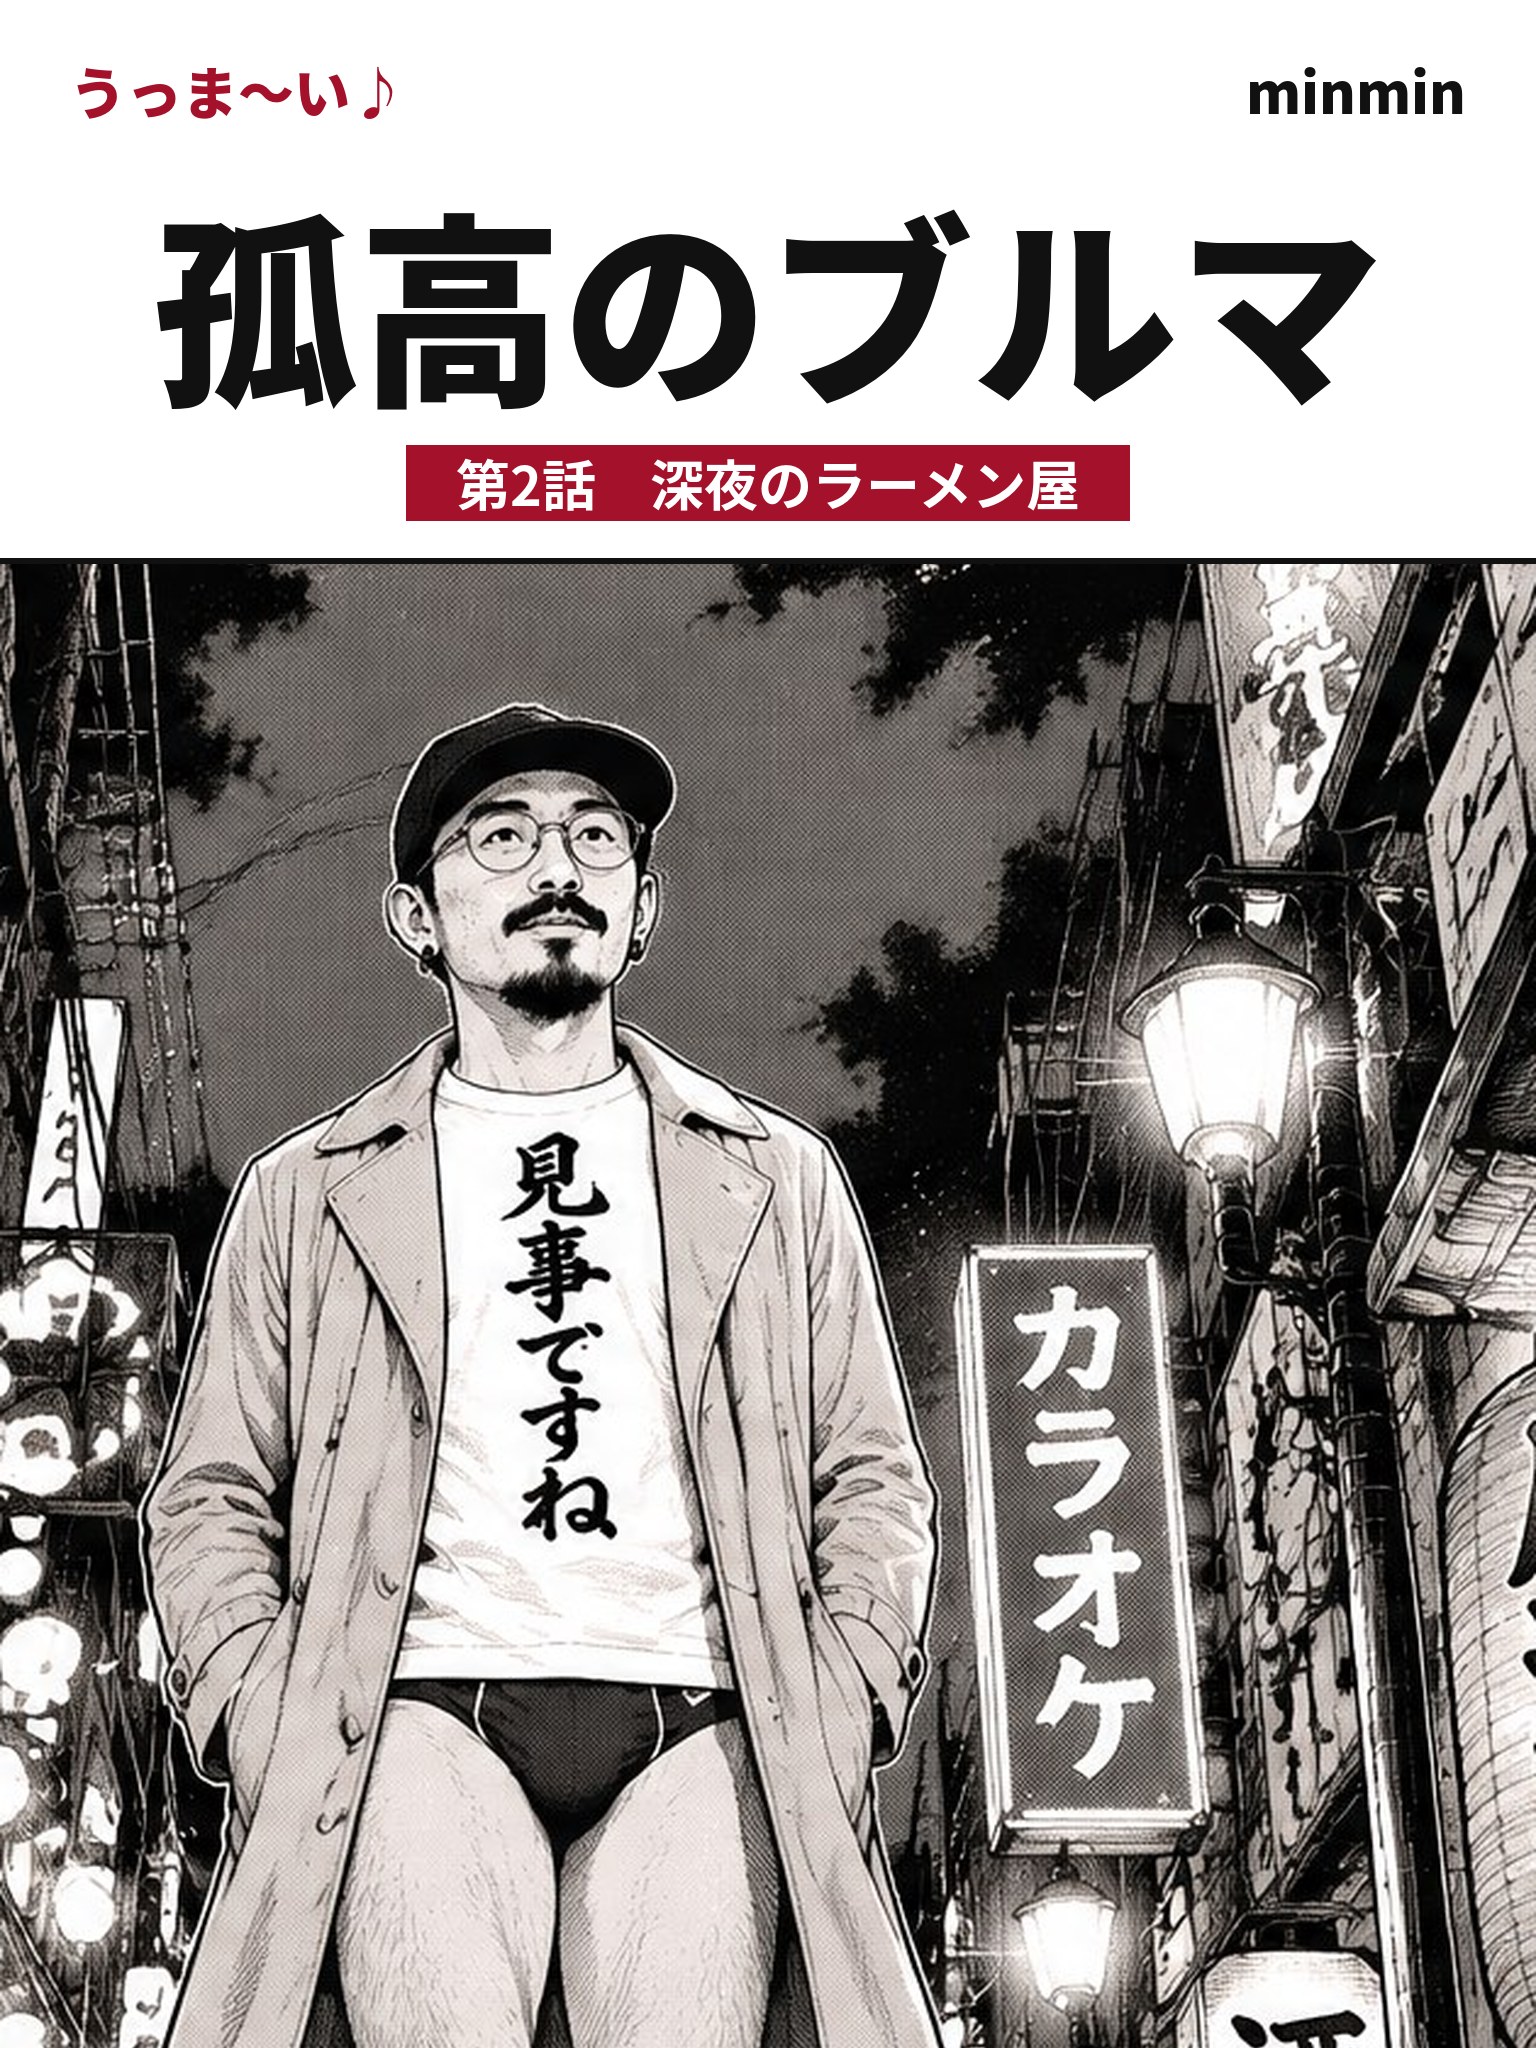 うっま〜い♪
minmin
孤高のブルマ
第2話　深夜のラーメン屋
見事ですね
カラオケ
酒